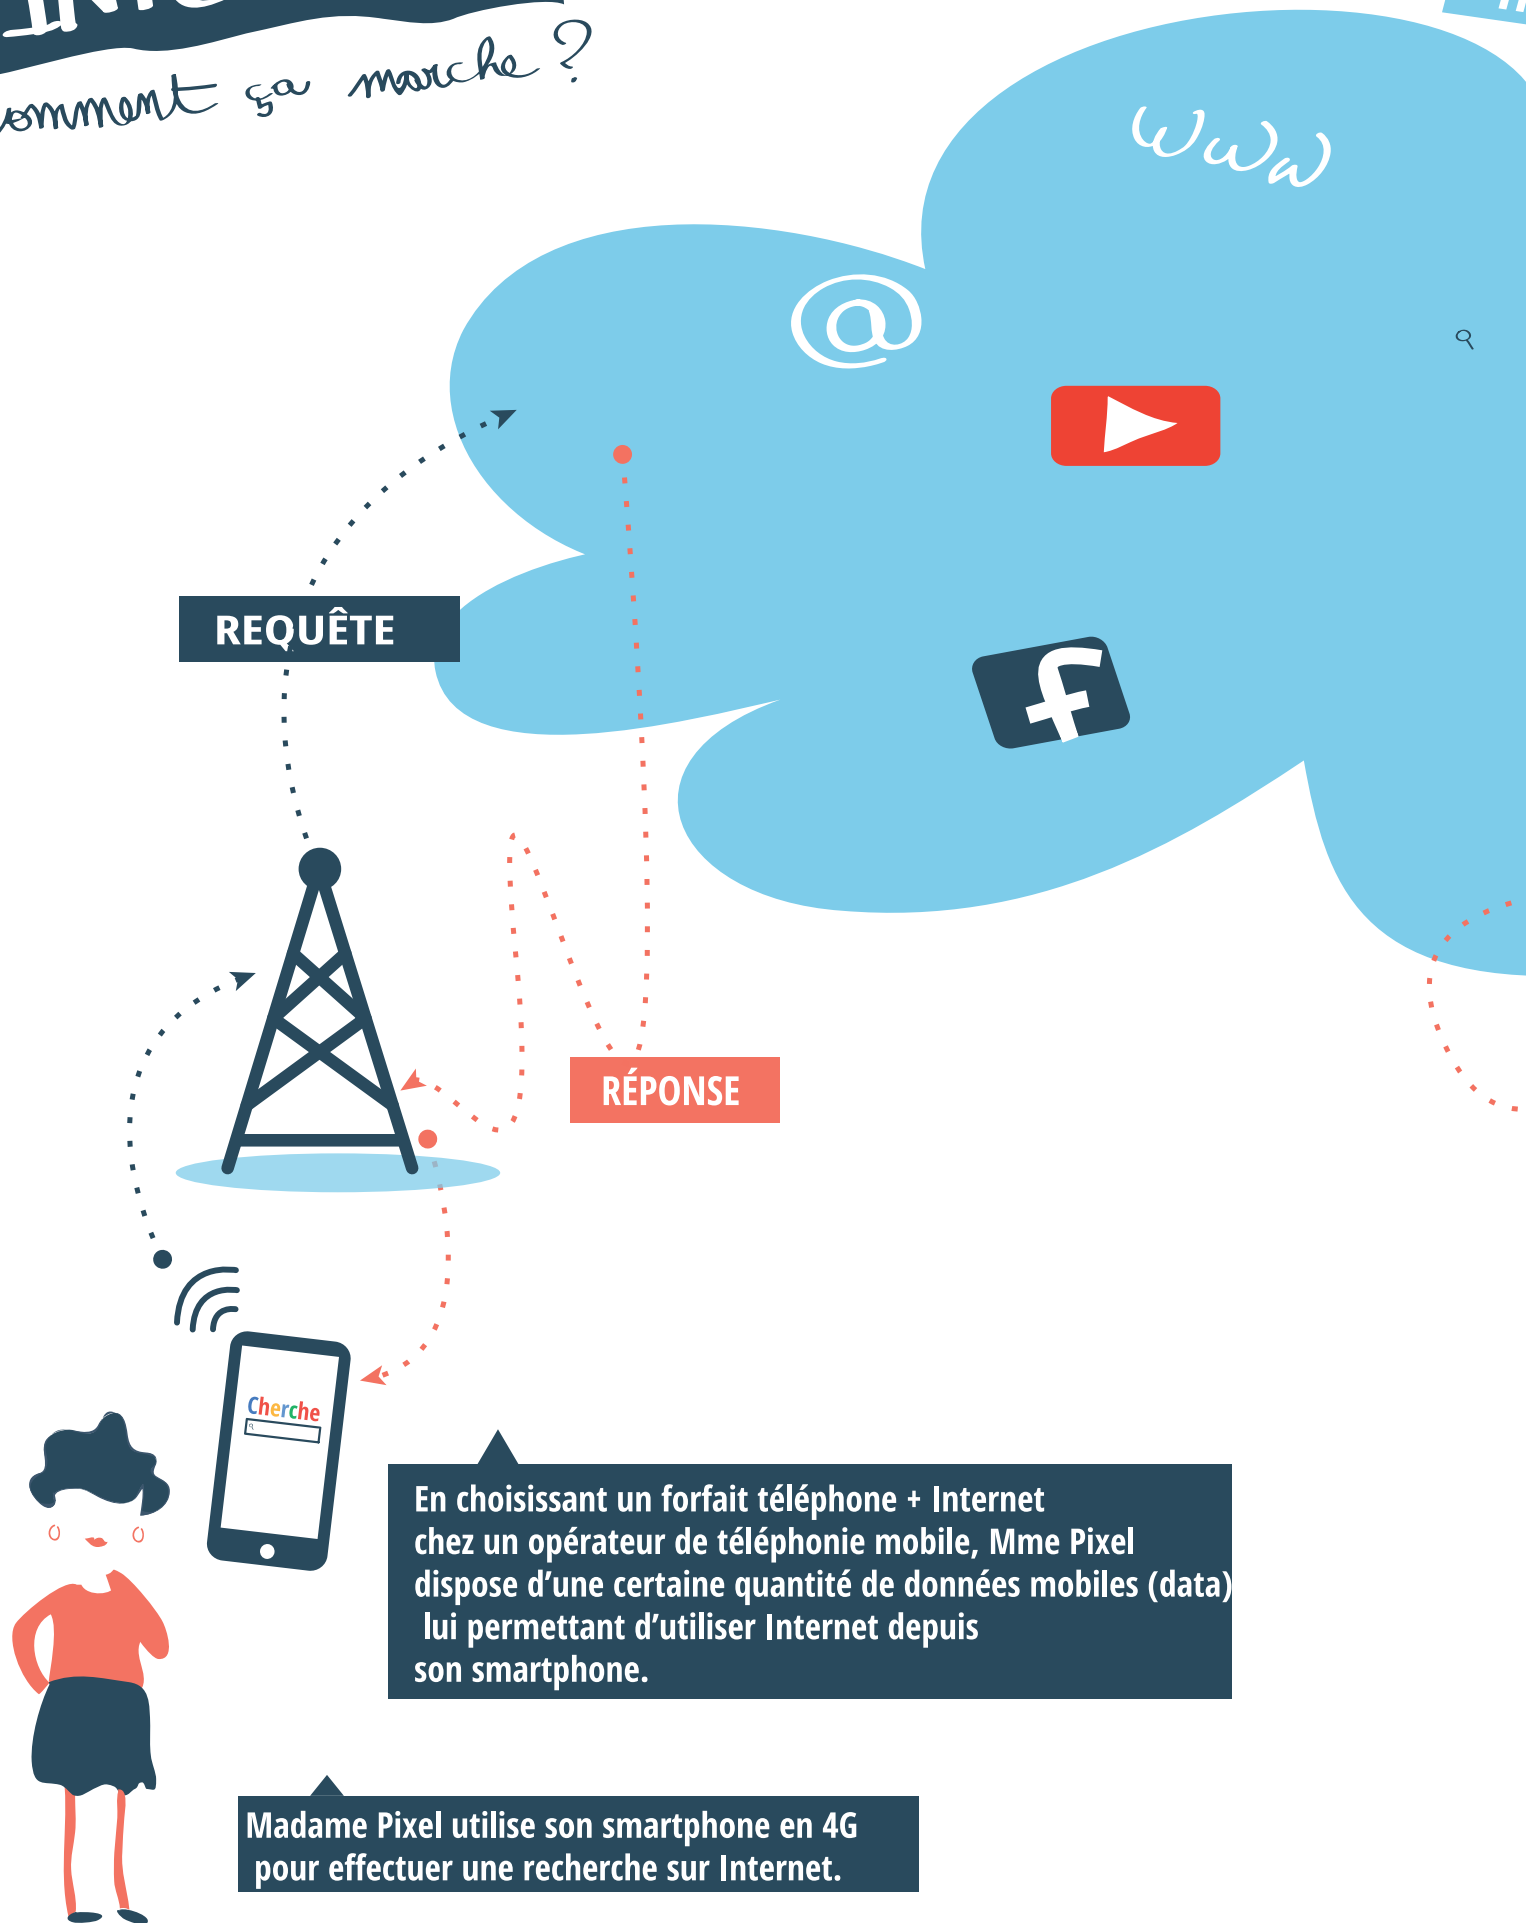 ça marche ?
www
@
REQUÊTE
RÉPONSE
Cherche
En choisissant un forfait téléphone + Internet
chez un opérateur de téléphonie mobile, Mme Pixel
dispose d’une certaine quantité de données mobiles (data)
lui permettant d’utiliser Internet depuis
son smartphone.
Madame Pixel utilise son smartphone en 4G
pour effectuer une recherche sur Internet.